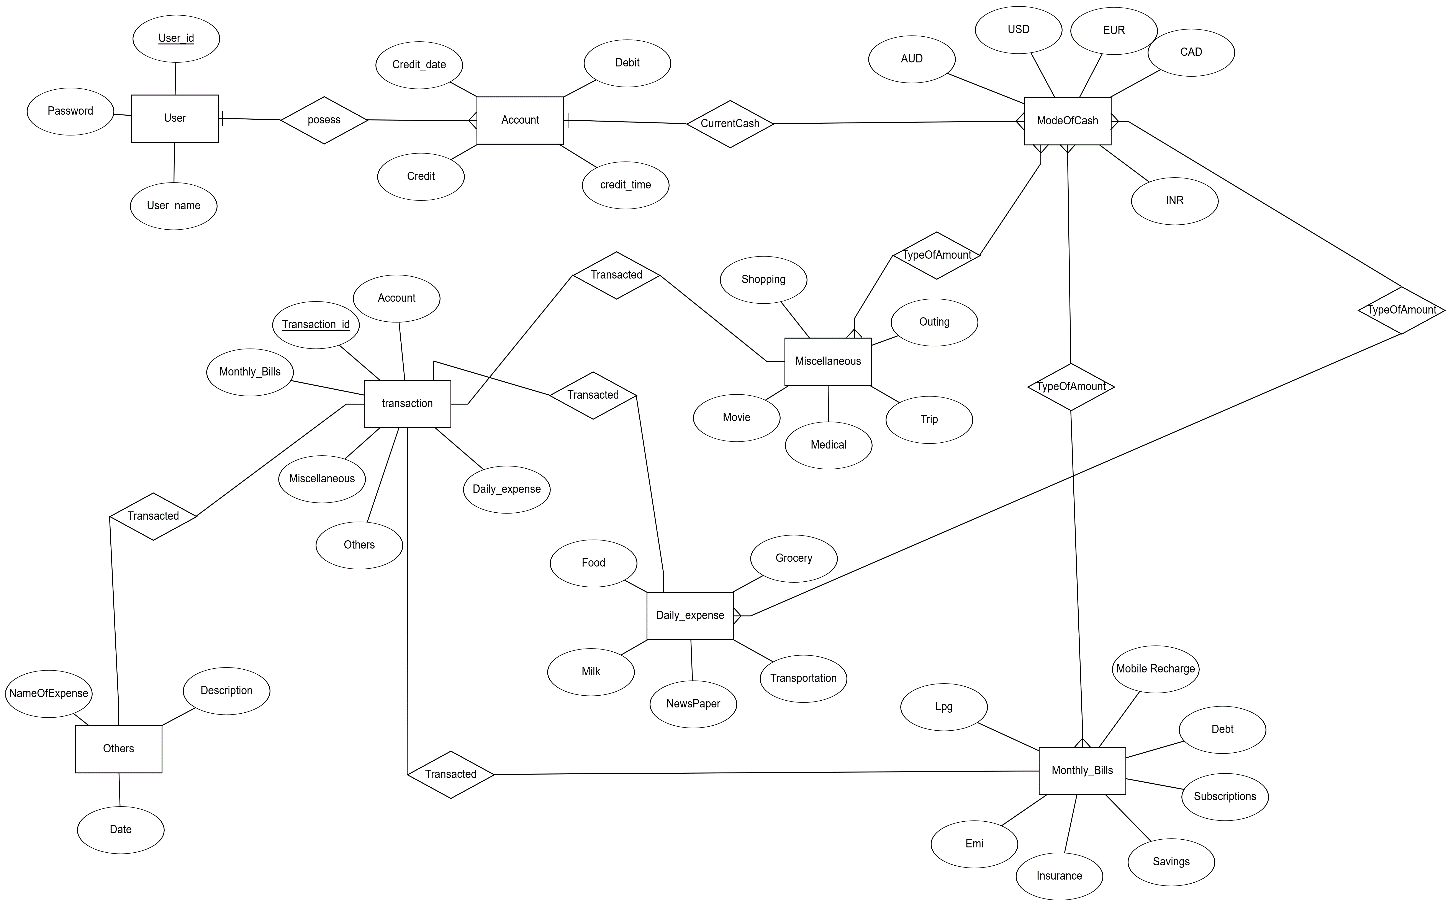 User_id
USD
EUR
CAD
AUD
Credit_date
Debit
Password
User
posess
Account
CurrentCash
ModeOfCash
Credit
credit_time
INR
User_name
TypeOfAmount
Transacted
Shopping
Account
Transaction_id
Outing
TypeOfAmount
Miscellaneous
Monthly_Bills
TypeOfAmount
transaction
Transacted
Movie
Trip
Medical
Miscellaneous
Daily_expense
Transacted
Others
Food
Grocery
Daily_expense
Milk
Transportation
NewsPaper
Mobile Recharge
NameOfExpense
Description
Lpg
Debt
Others
Transacted
Monthly_Bills
Subscriptions
Date
Emi
Insurance
Savings